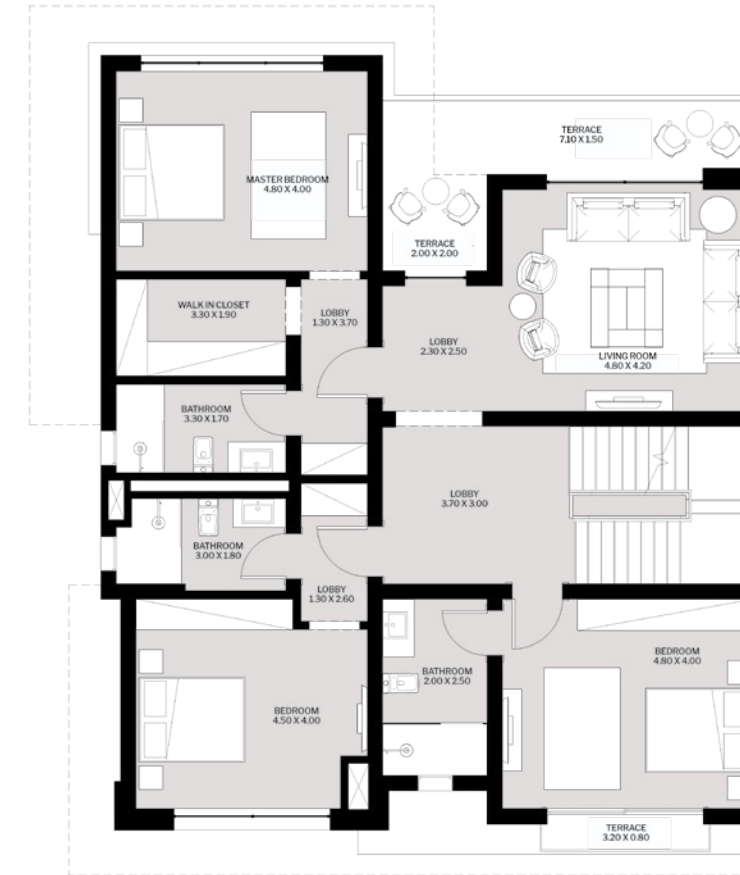 TERRACE
7.10 X 1.50
MASTER BEDROOM
4.80 X 4.00
TERRACE
2.00 X 2.00
WALK IN CLOSET
3.30 X 1.90
LOBBY
1.30 X 3.70
LOBBY
2.30 X 2.50
LIVING ROOM
4.80 X 4.20
BATHROOM
3.30 X 1.70
LOBBY
3.70 X 3.00
BATHROOM
3.00 X 1.80
LOBBY
1.30 X 2.60
BEDROOM
4.80 X 4.00
BATHROOM
2.00 X 2.50
BEDROOM
4.50 X 4.00
TERRACE
3.20 X 0.80